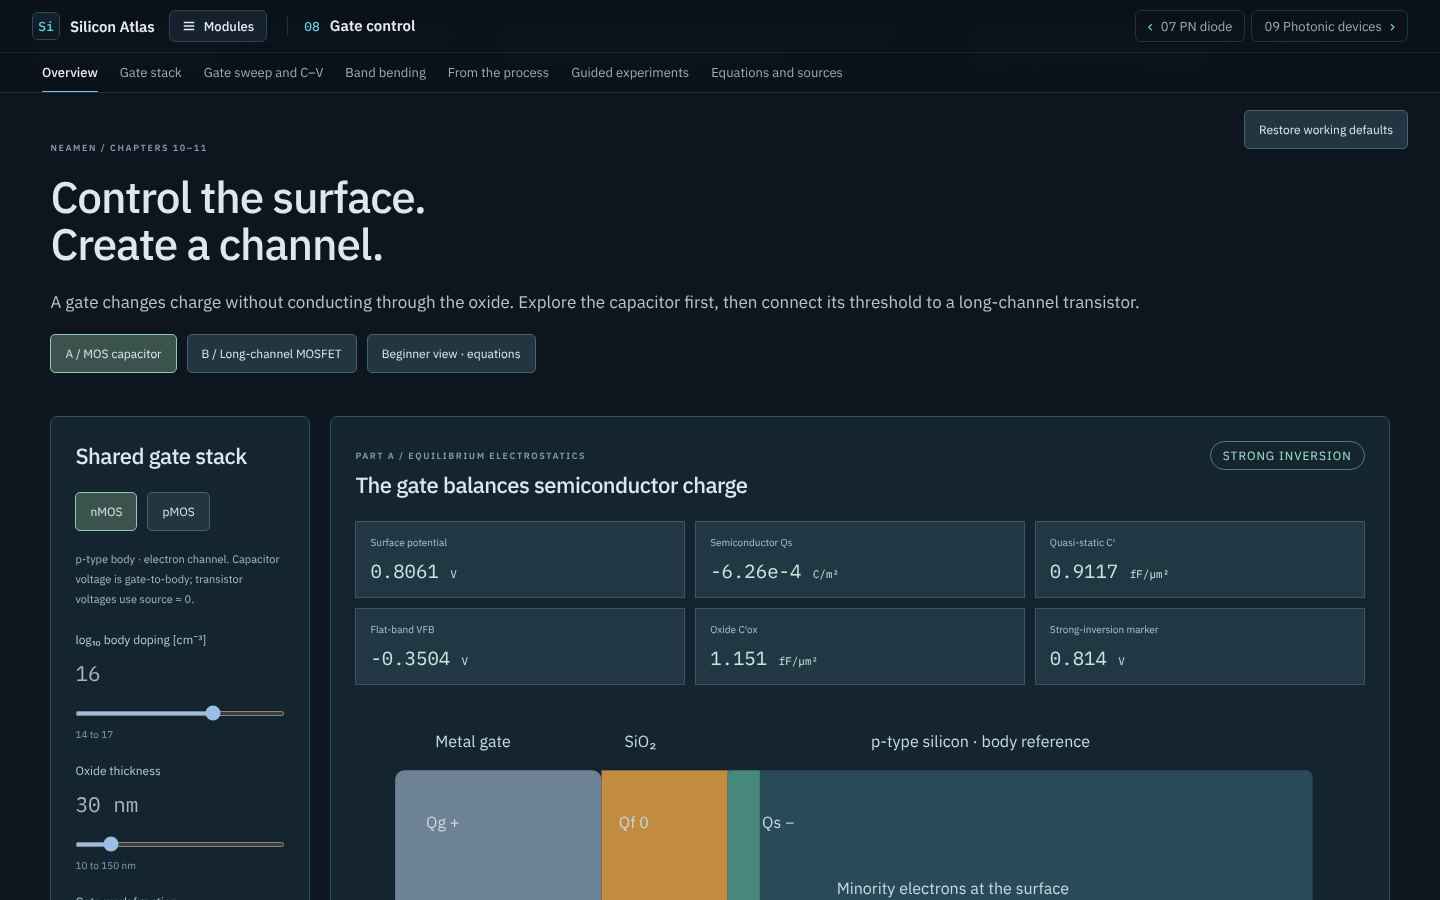 Si Silicon Atlas Modules 08 Gate control 07 PN diode 09 Photonic devices
Overview Gate stack Gate sweep and C–V Band bending From the process Guided experiments Equations and sources
Restore working defaults
NEAMEN / CHAPTERS 10–11
Control the surface.
Create a channel.
A gate changes charge without conducting through the oxide. Explore the capacitor first, then connect its threshold to a long-channel transistor.
A / MOS capacitor B / Long-channel MOSFET Beginner view · equations
Shared gate stack
nMOS pMOS
p-type body · electron channel. Capacitor
voltage is gate-to-body; transistor
voltages use source = 0.
log₁₀ body doping [cm⁻³]
16
14 to 17
Oxide thickness
30 nm
10 to 150 nm
PART A / EQUILIBRIUM ELECTROSTATICS
STRONG INVERSION
The gate balances semiconductor charge
Surface potential
0.8061 V
Semiconductor Qs
-6.26e-4 C/m²
Quasi-static C′
0.9117 fF/μm²
Flat-band VFB
-0.3504 V
Oxide C′ox
1.151 fF/μm²
Strong-inversion marker
0.814 V
Metal gate SiO₂ p-type silicon · body reference
Qg + Qf 0 Qs –
Minority electrons at the surface